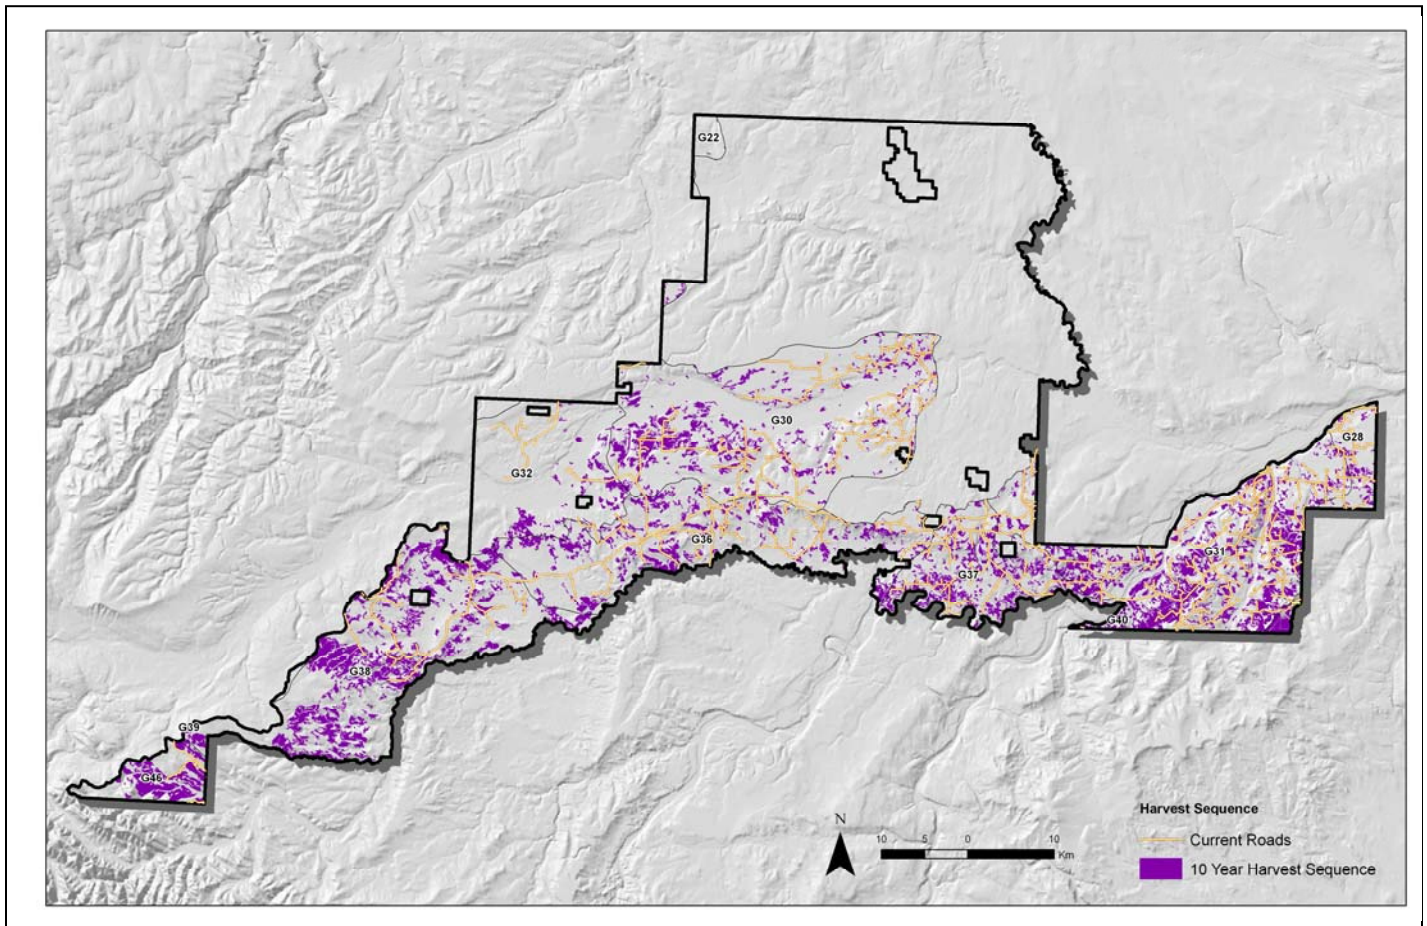 G22
G30
G28
G32
G36
G31
G37
G40
G38
G39
G46
Harvest Sequence
N
10 5 0 10
Km
Current Roads
10 Year Harvest Sequence